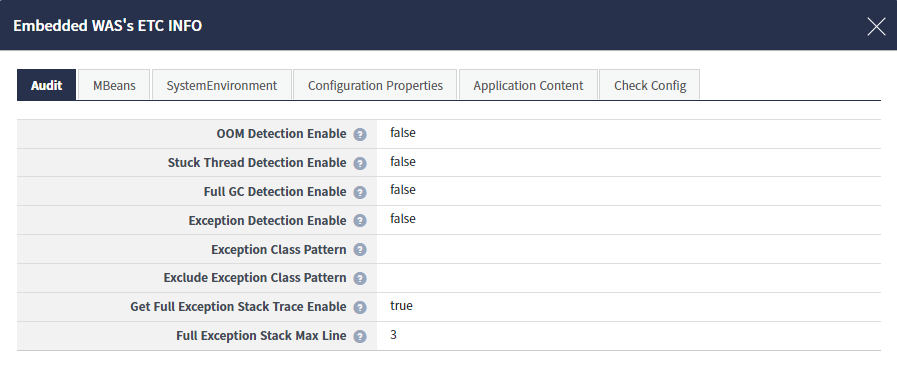 Embedded WAS's ETC INFO
Audit MBeans SystemEnvironment Configuration Properties Application Content Check Config
OOM Detection Enable ? false
Stuck Thread Detection Enable ? false
Full GC Detection Enable ? false
Exception Detection Enable ? false
Exception Class Pattern ?
Exclude Exception Class Pattern ?
Get Full Exception Stack Trace Enable ? true
Full Exception Stack Max Line ? 3